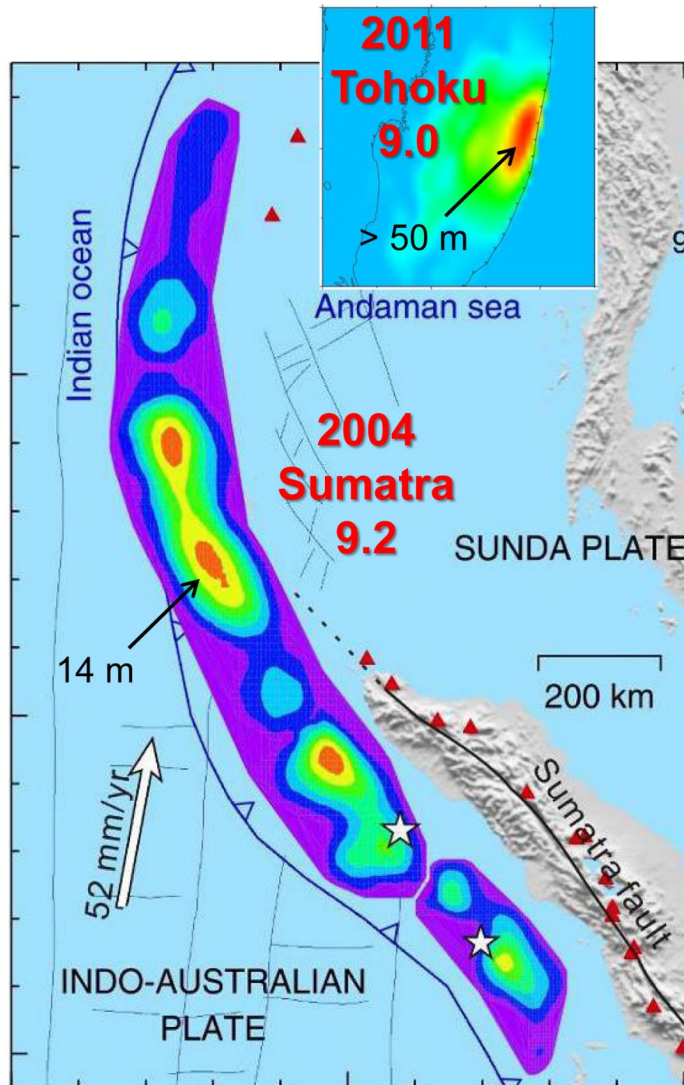 2011
Tohoku
9.0
> 50 m
Indian ocean
Andaman sea
2004
Sumatra
9.2
SUNDA PLATE
14 m
200 km
52 mm/yr
Sumatra fault
INDO-AUSTRALIAN
PLATE